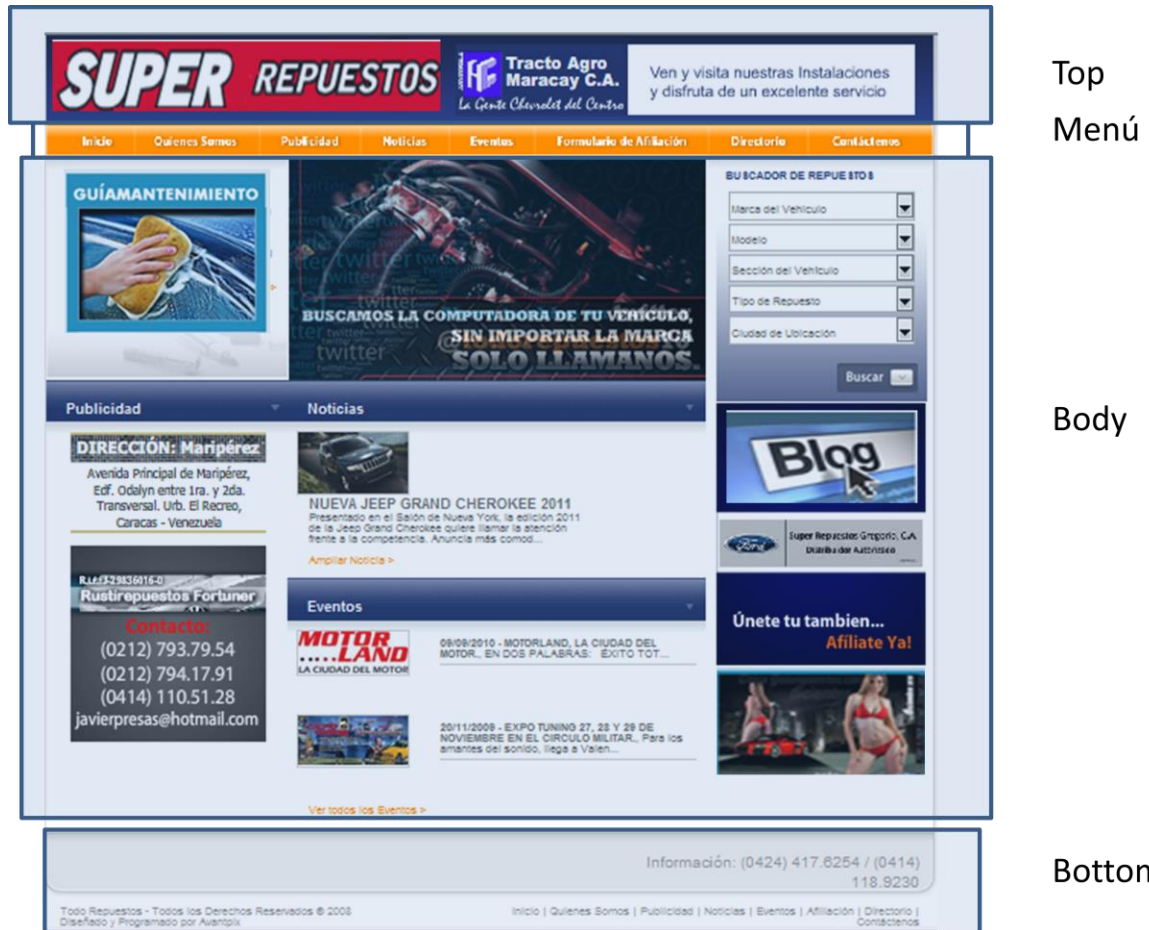 SUPER REPUESTOS
Tracto Agro
Maracay C.A.
La Gente Chevrolet del Centro
Ven y visita nuestras Instalaciones
y disfruta de un excelente servicio
Top
Menú
Inicio Quienes Somos Publicidad Noticias Eventos Formulario de Afiliación Directorio Contáctenos
GUÍAMANTENIMIENTO
BUSCAMOS LA COMPUTADORA DE TU VEHÍCULO,
SIN IMPORTAR LA MARCA
SOLO LLAMANOS.
twitter
BUSCADOR DE REPUESTOS
Marca del Vehículo
Modelo
Sección del Vehículo
Tipo de Repuesto
Ciudad de Ubicación
Buscar
Body
Publicidad
DIRECCIÓN: Maripérez
Avenida Principal de Maripérez,
Edf. Odalyn entre 1ra. y 2da.
Transversal. Urb. El Recreo,
Caracas - Venezuela
R.I.F.:J-29836016-0
Rustirepuestos Fortuner
Contacto:
(0212) 793.79.54
(0212) 794.17.91
(0414) 110.51.28
javierpresas@hotmail.com
Noticias
NUEVA JEEP GRAND CHEROKEE 2011
Presentado en el Salón de Nueva York, la edición 2011
de la Jeep Grand Cherokee quiere llamar la atención
frente a la competencia. Anuncia más comod...
Ampliar Noticia >
Eventos
MOTOR
.....LAND
LA CIUDAD DEL MOTOR
09/09/2010 - MOTORLAND, LA CIUDAD DEL
MOTOR., EN DOS PALABRAS: ÉXITO TOT...
20/11/2009 - EXPO TUNING 27, 28 Y 29 DE
NOVIEMBRE EN EL CIRCULO MILITAR., Para los
amantes del sonido, llega a Valen...
Ver todos los Eventos >
Blog
Ford
Super Repuestos Gregorio, C.A
Distribuidor Autorizado
Únete tu tambien...
Afíliate Ya!
Información: (0424) 417.6254 / (0414)
118.9230
Bottom
Todo Repuestos - Todos los Derechos Reservados © 2008
Diseñado y Programado por Avantpix
Inicio | Quienes Somos | Publicidad | Noticias | Eventos | Afiliación | Directorio |
Contáctenos